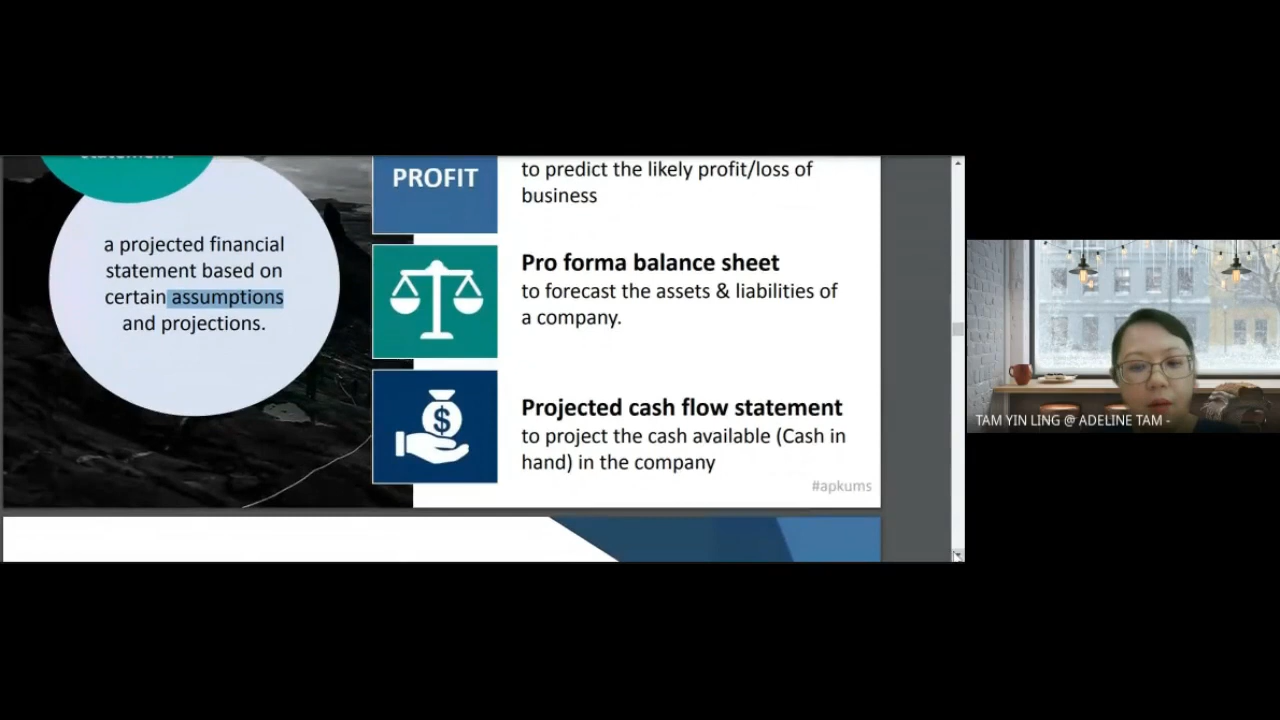 statement
a projected financial
statement based on
certain assumptions
and projections.
PROFIT
to predict the likely profit/loss of
business
Pro forma balance sheet
to forecast the assets & liabilities of
a company.
$
Projected cash flow statement
to project the cash available (Cash in
hand) in the company
#apkums
TAM YIN LING @ ADELINE TAM -